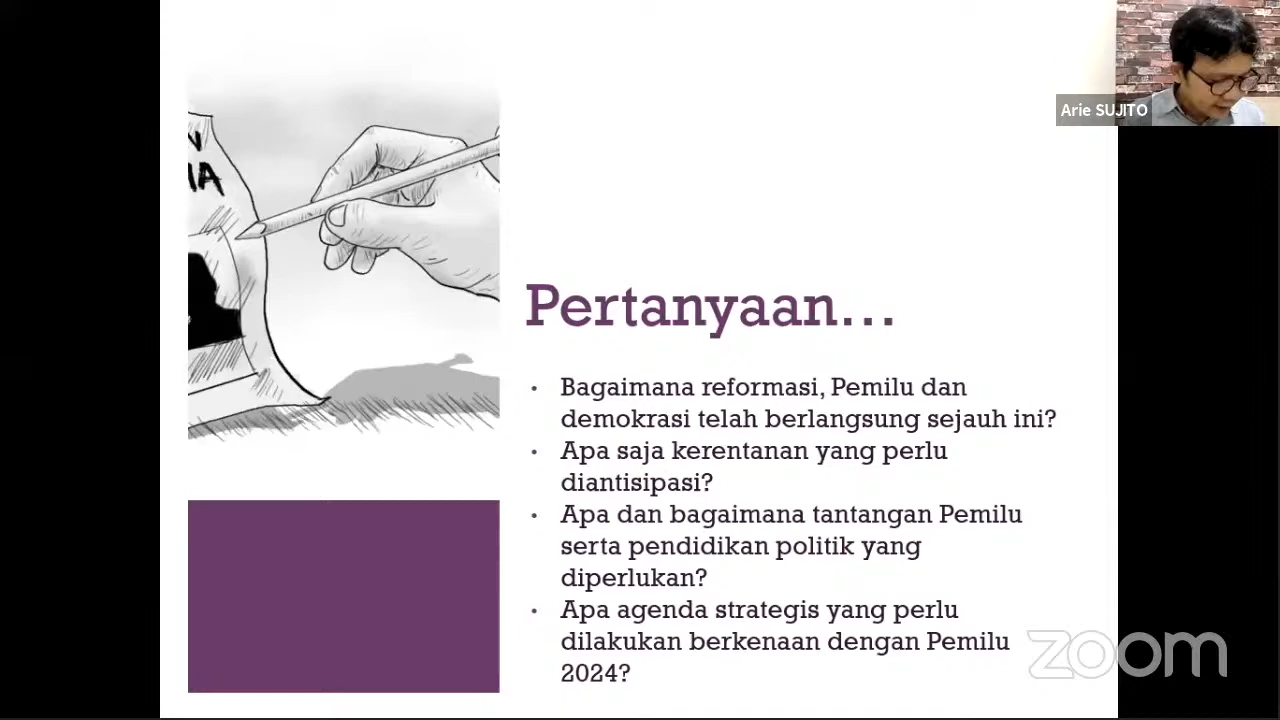 Arie SUJITO
Pertanyaan...
• Bagaimana reformasi, Pemilu dan
demokrasi telah berlangsung sejauh ini?
• Apa saja kerentanan yang perlu
diantisipasi?
• Apa dan bagaimana tantangan Pemilu
serta pendidikan politik yang
diperlukan?
• Apa agenda strategis yang perlu
dilakukan berkenaan dengan Pemilu
2024?
zoom